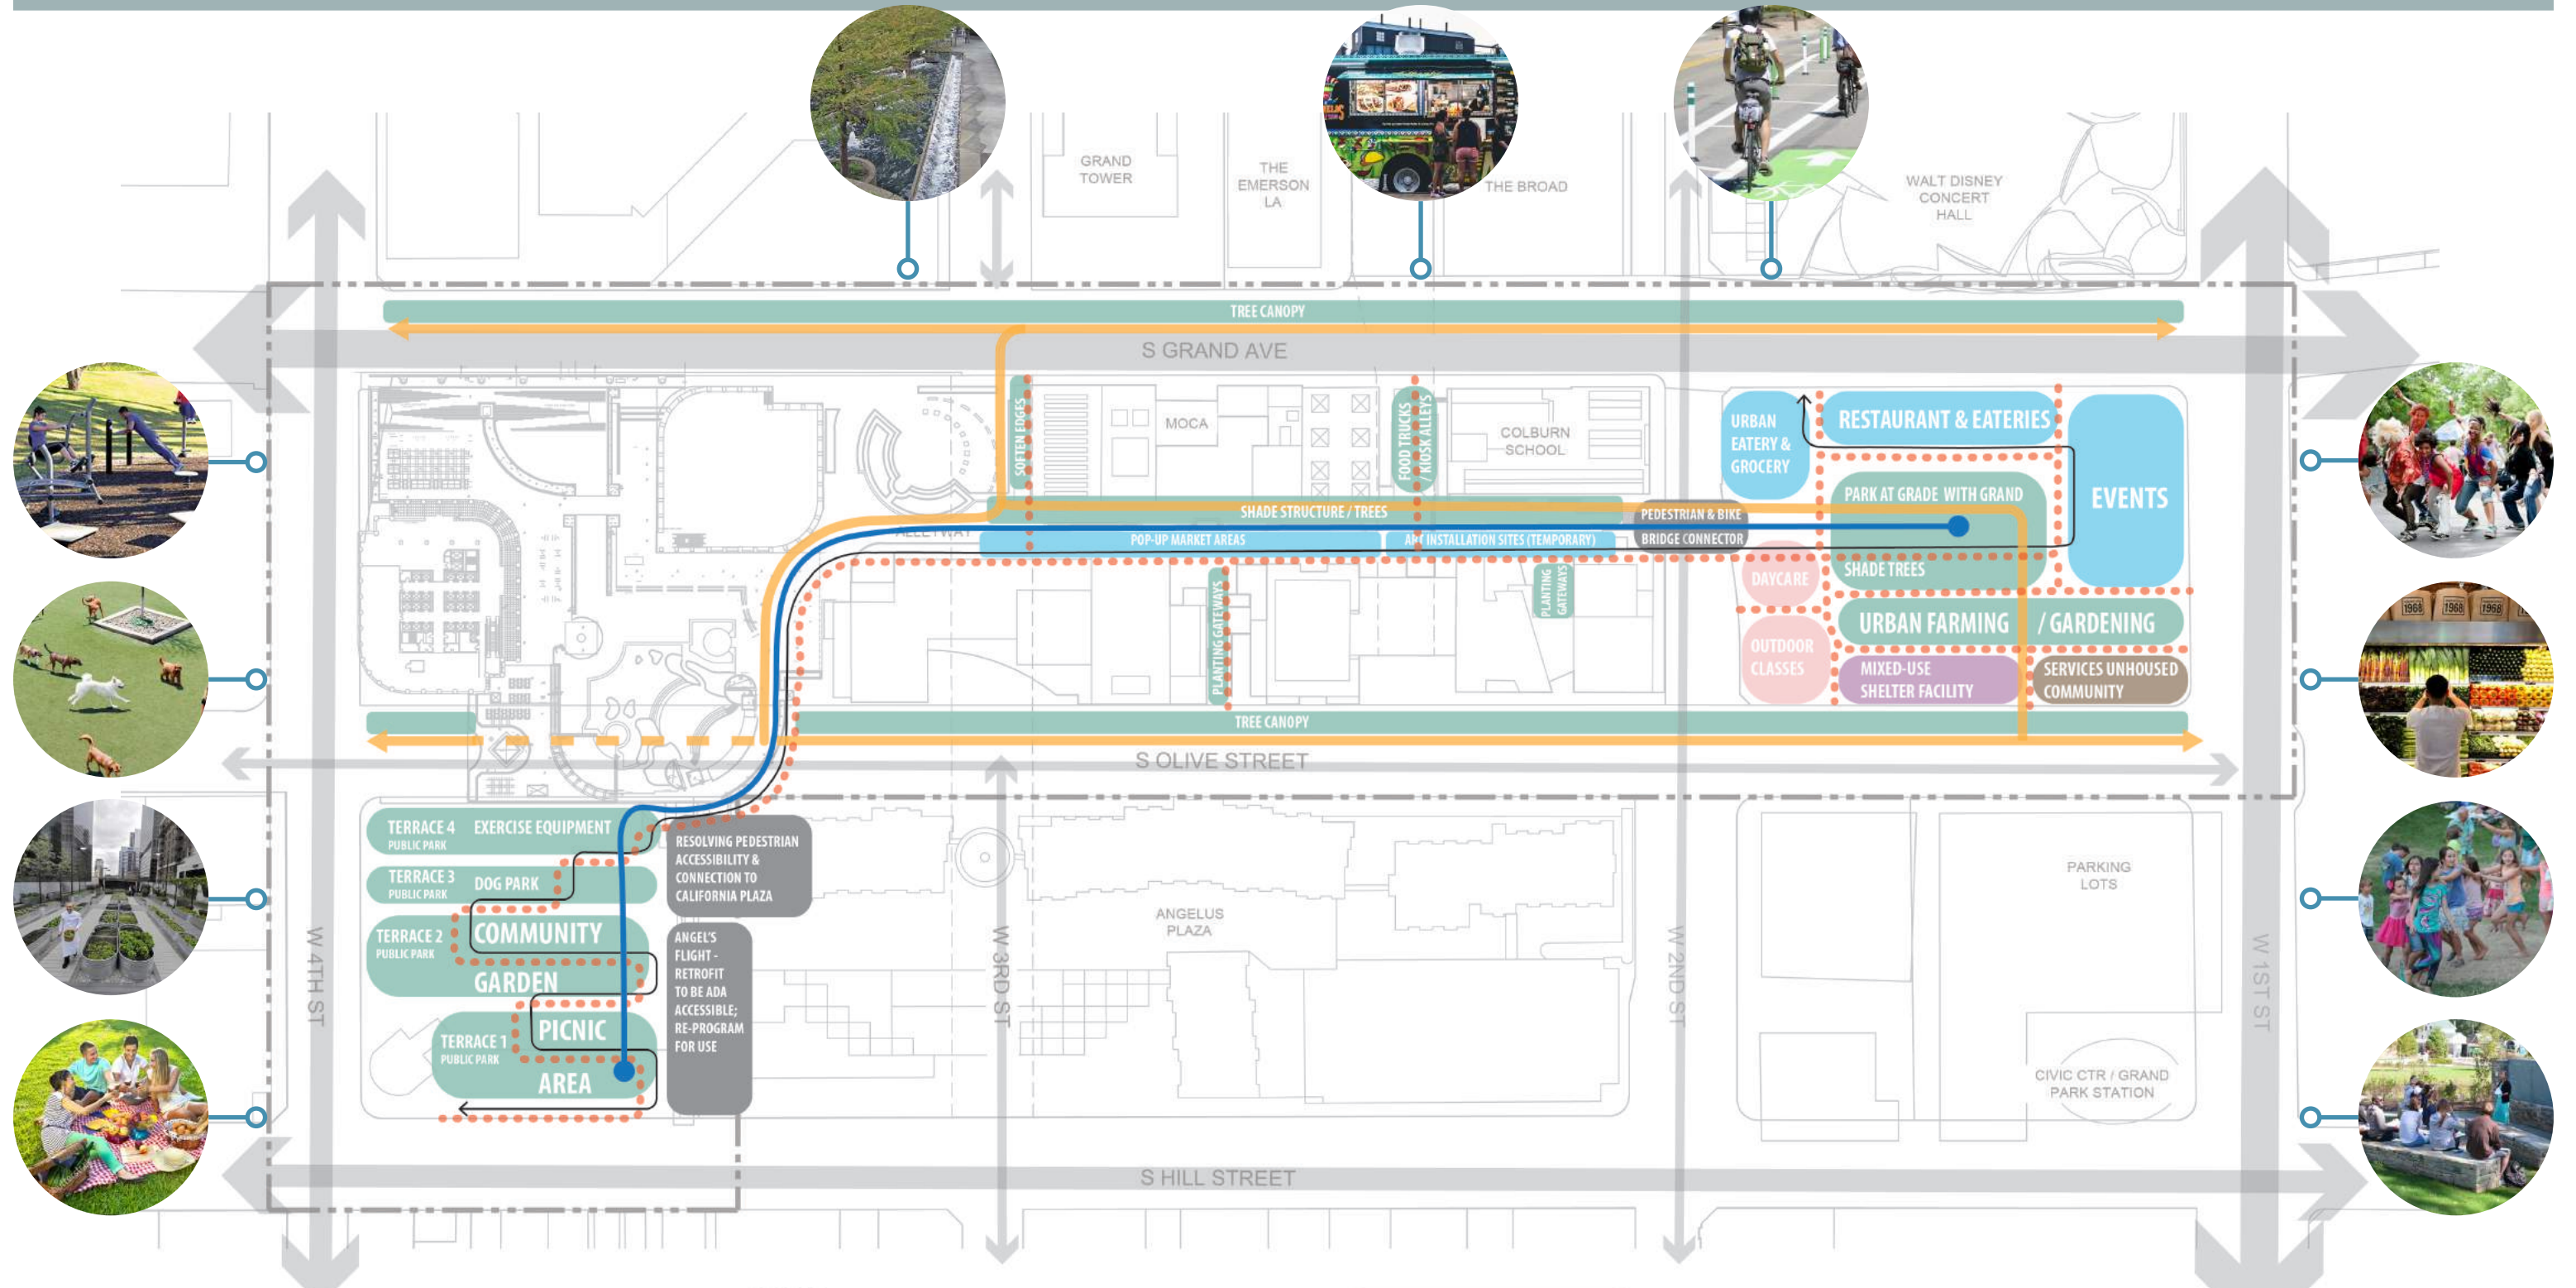 GRAND
TOWER
THE
EMERSON
LA
THE BROAD
WALT DISNEY
CONCERT
HALL
TREE CANOPY
S GRAND AVE
SOFTEN EDGES
MOCA
FOOD TRUCKS
/ KIOSK ALLEYS
COLBURN
SCHOOL
URBAN
EATERY &
GROCERY
RESTAURANT & EATERIES
EVENTS
PARK AT GRADE WITH GRAND
SHADE STRUCTURE / TREES
PEDESTRIAN & BIKE
BRIDGE CONNECTOR
ALLEYWAY
POP-UP MARKET AREAS
ART INSTALLATION SITES (TEMPORARY)
PLANTING GATEWAYS
PLANTING
GATEWAYS
DAYCARE
SHADE TREES
URBAN FARMING / GARDENING
OUTDOOR
CLASSES
MIXED-USE
SHELTER FACILITY
SERVICES UNHOUSED
COMMUNITY
TREE CANOPY
S OLIVE STREET
TERRACE 4 EXERCISE EQUIPMENT
PUBLIC PARK
TERRACE 3 DOG PARK
PUBLIC PARK
TERRACE 2 COMMUNITY
PUBLIC PARK
GARDEN
TERRACE 1 PICNIC
PUBLIC PARK
AREA
RESOLVING PEDESTRIAN
ACCESSIBILITY &
CONNECTION TO
CALIFORNIA PLAZA
ANGEL'S
FLIGHT -
RETROFIT
TO BE ADA
ACCESSIBLE;
RE-PROGRAM
FOR USE
ANGELUS
PLAZA
PARKING
LOTS
CIVIC CTR / GRAND
PARK STATION
W 4TH ST
W 3RD ST
W 2ND ST
W 1ST ST
S HILL STREET
1968
1968
1968